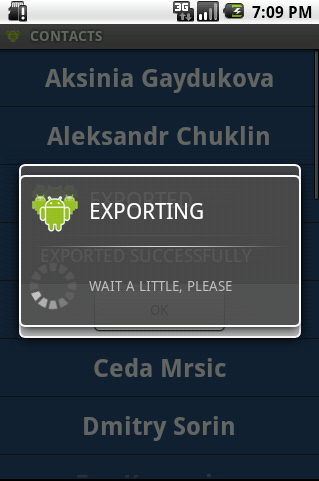 3G
7:09 PM
CONTACTS
Aksinia Gaydukova
Aleksandr Chuklin
EXPORTED
EXPORTING
EXPORTED SUCCESSFULLY
WAIT A LITTLE, PLEASE
OK
Ceda Mrsic
Dmitry Sorin